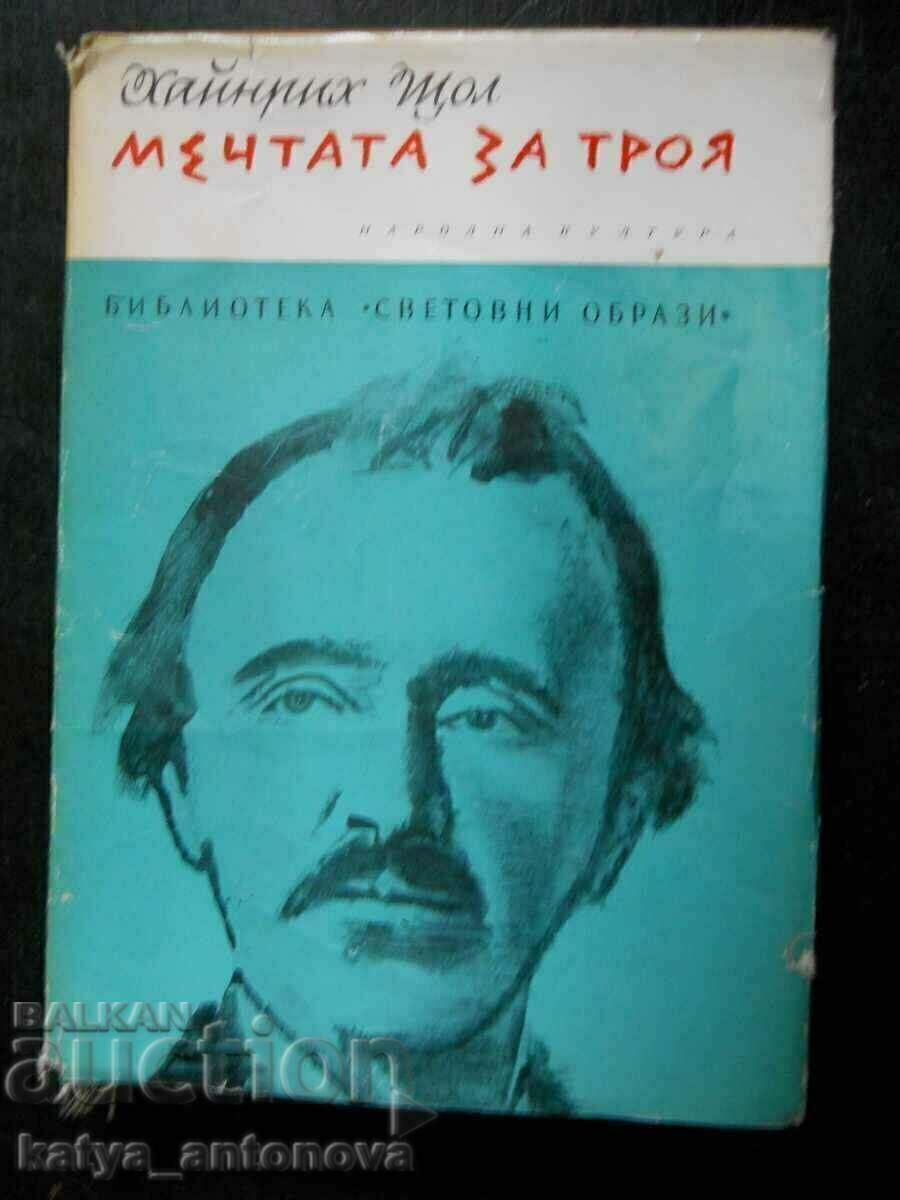 Хайнрих Щол
МЕЧТАТА ЗА ТРОЯ
НАРОДНА КУЛТУРА
БИБЛИОТЕКА "СВЕТОВНИ ОБРАЗИ"
BALKAN
auction
katya_antonova